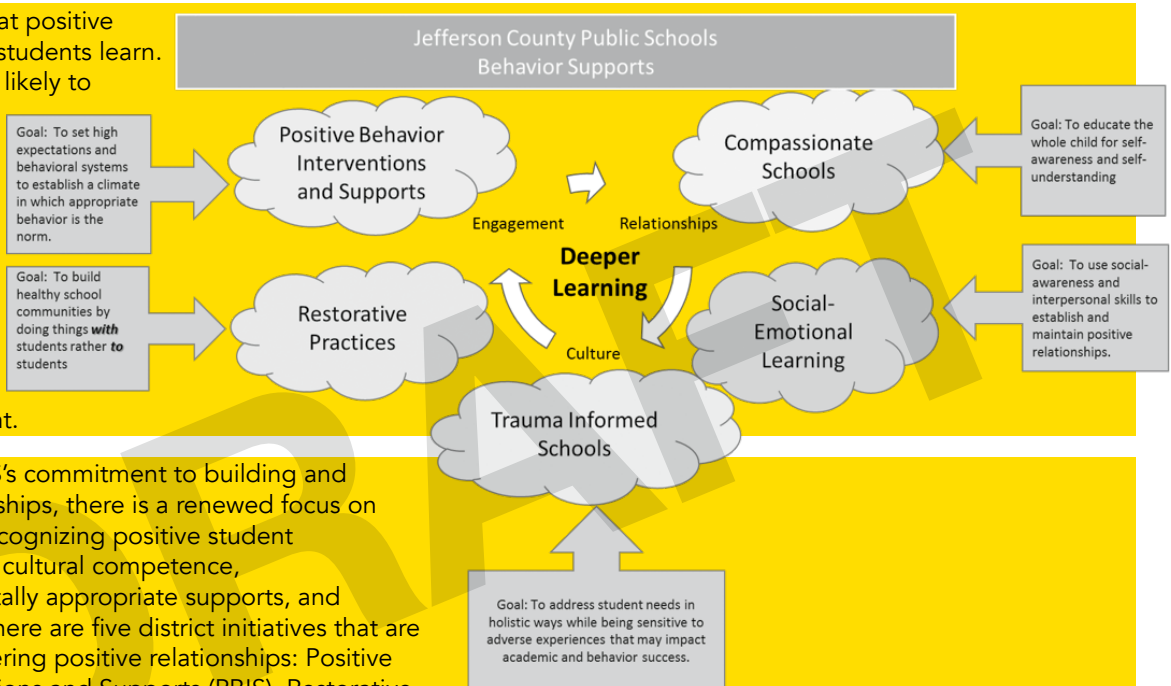 at positive
students learn.
likely to
Jefferson County Public Schools
Behavior Supports
Goal: To set high
expectations and
behavioral systems
to establish a climate
in which appropriate
behavior is the
norm.
Positive Behavior
Interventions
and Supports
Compassionate
Schools
Goal: To educate the
whole child for self-
awareness and self-
understanding
Engagement
Relationships
Deeper
Learning
Culture
Goal: To build
healthy school
communities by
doing things with
students rather to
students
Restorative
Practices
Social-
Emotional
Learning
Goal: To use social-
awareness and
interpersonal skills to
establish and
maintain positive
relationships.
Trauma Informed
Schools
Goal: To address student needs in
holistic ways while being sensitive to
adverse experiences that may impact
academic and behavior success.
commitment to building and
there is a renewed focus on
positive student
cultural competence,
appropriate supports, and
here are five district initiatives that are
positive relationships: Positive
and Supports (PBIS), Restorative
DRAFT